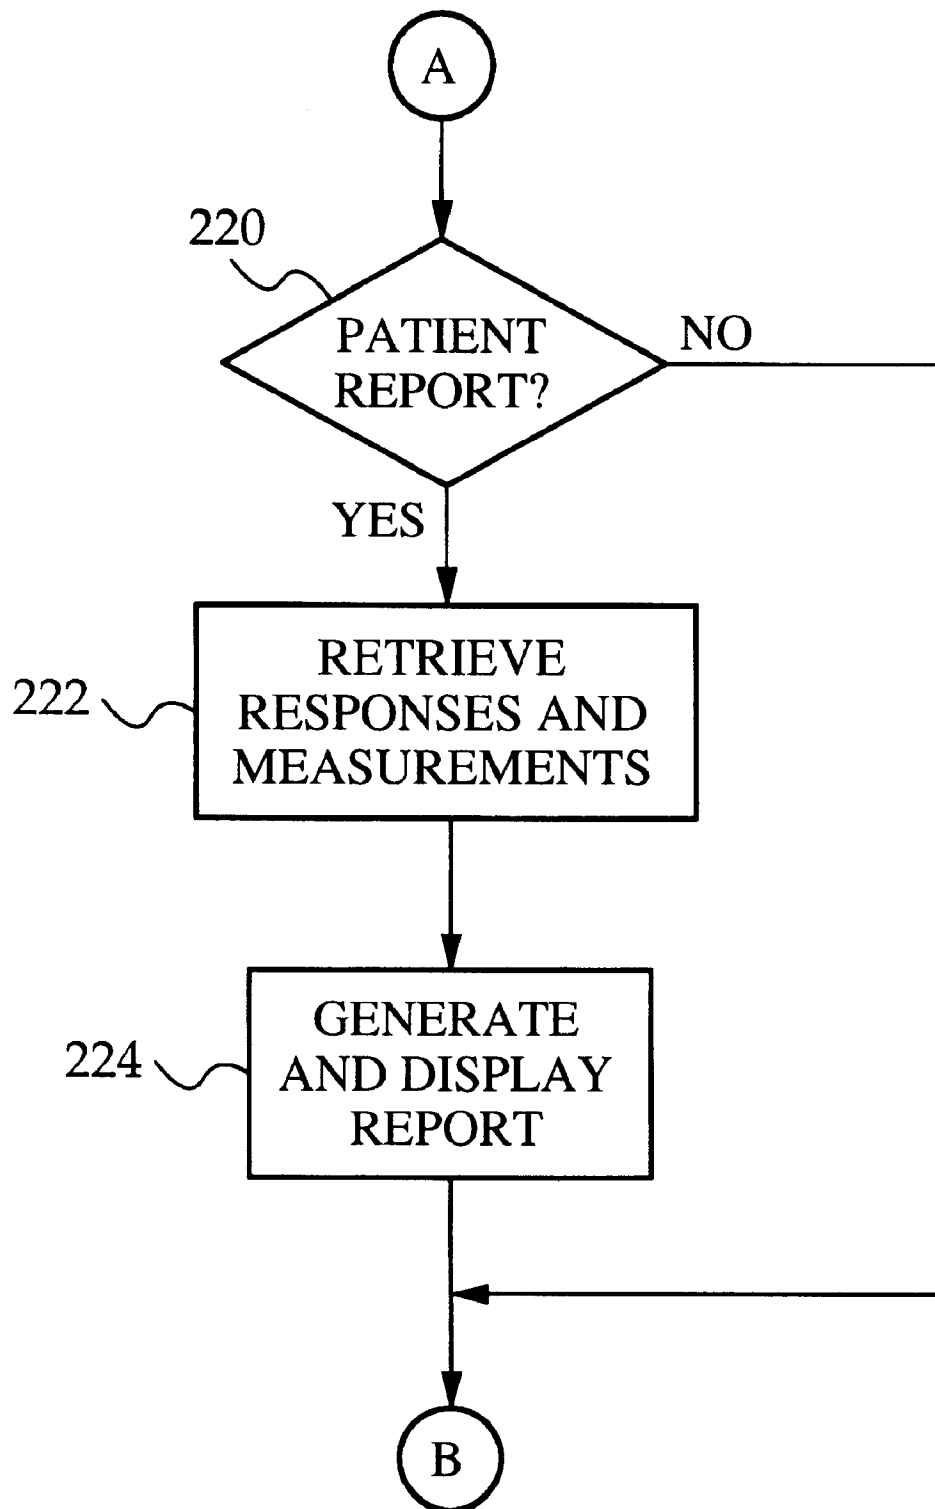 A
220
PATIENT
REPORT?
NO
YES
222
RETRIEVE
RESPONSES AND
MEASUREMENTS
224
GENERATE
AND DISPLAY
REPORT
B